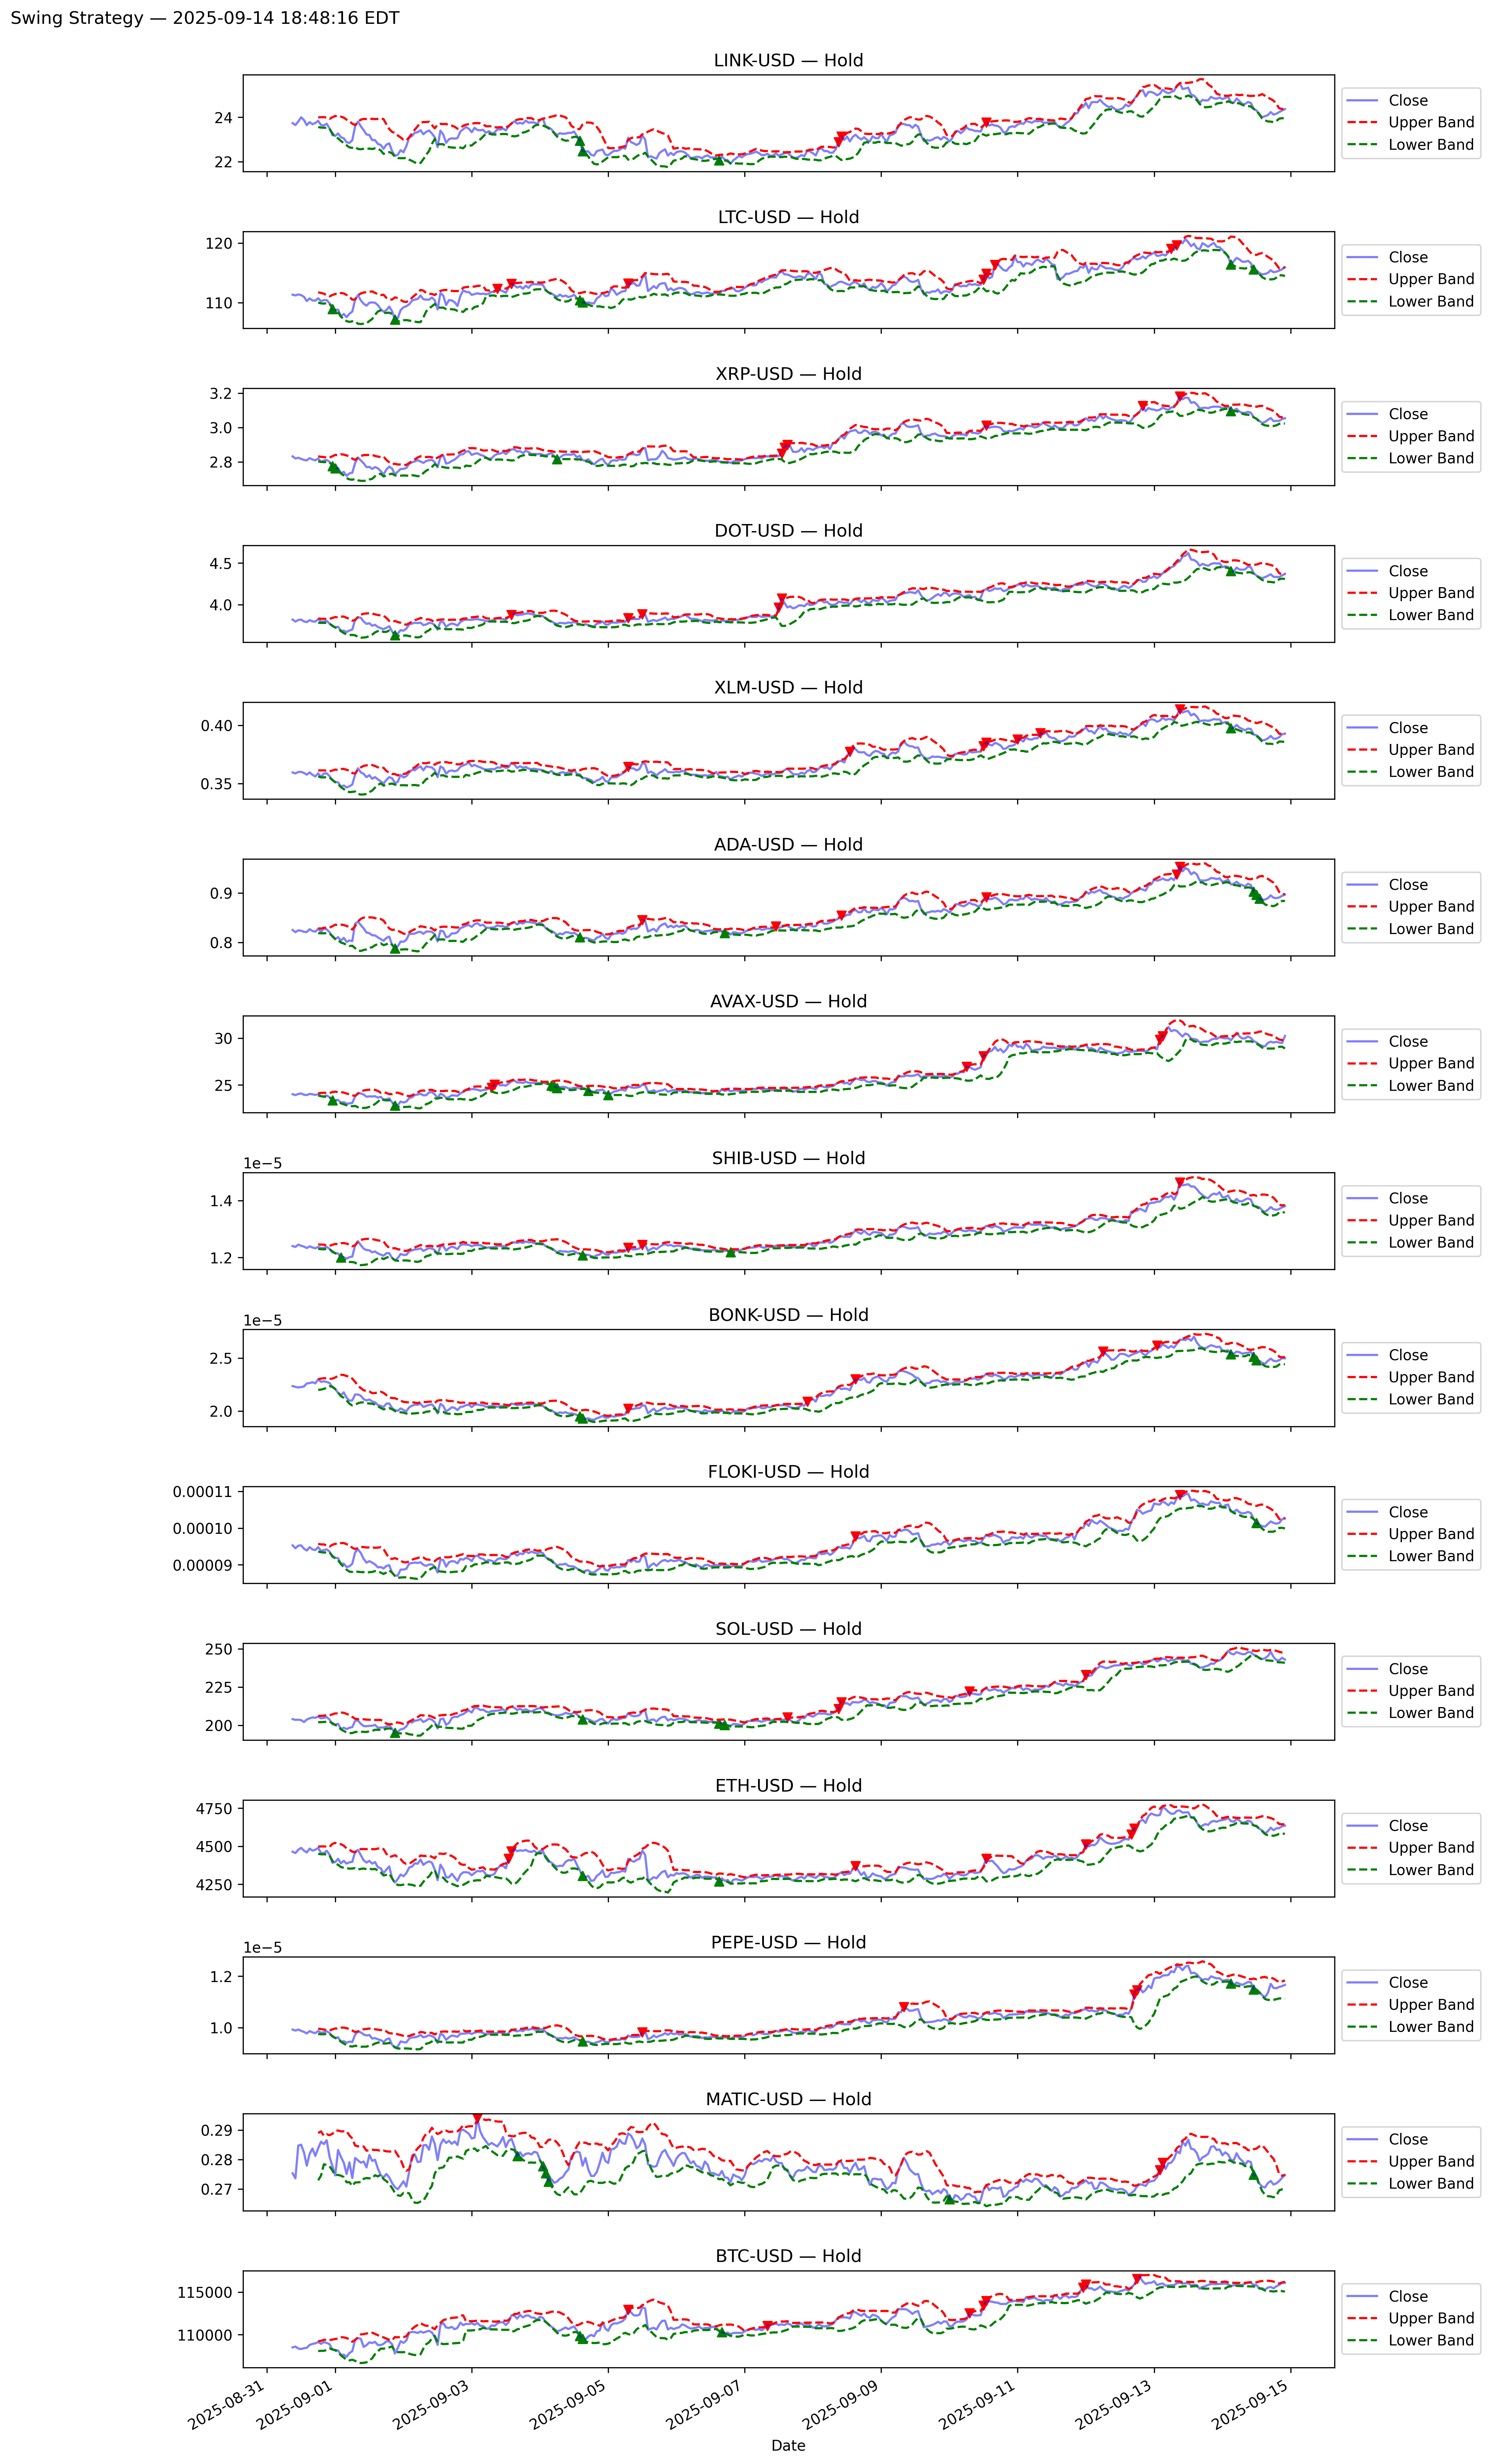 Swing Strategy — 2025-09-14 18:48:16 EDT
LINK-USD — Hold
24
22
Close
Upper Band
Lower Band
LTC-USD — Hold
120
110
Close
Upper Band
Lower Band
XRP-USD — Hold
3.2
3.0
2.8
Close
Upper Band
Lower Band
DOT-USD — Hold
4.5
4.0
Close
Upper Band
Lower Band
XLM-USD — Hold
0.40
0.35
Close
Upper Band
Lower Band
ADA-USD — Hold
0.9
0.8
Close
Upper Band
Lower Band
AVAX-USD — Hold
30
25
Close
Upper Band
Lower Band
SHIB-USD — Hold
1e−5
1.4
1.2
Close
Upper Band
Lower Band
BONK-USD — Hold
1e−5
2.5
2.0
Close
Upper Band
Lower Band
FLOKI-USD — Hold
0.00011
0.00010
0.00009
Close
Upper Band
Lower Band
SOL-USD — Hold
250
225
200
Close
Upper Band
Lower Band
ETH-USD — Hold
4750
4500
4250
Close
Upper Band
Lower Band
PEPE-USD — Hold
1e−5
1.2
1.0
Close
Upper Band
Lower Band
MATIC-USD — Hold
0.29
0.28
0.27
Close
Upper Band
Lower Band
BTC-USD — Hold
115000
110000
Close
Upper Band
Lower Band
2025-08-31
2025-09-01
2025-09-03
2025-09-05
2025-09-07
2025-09-09
2025-09-11
2025-09-13
2025-09-15
Date